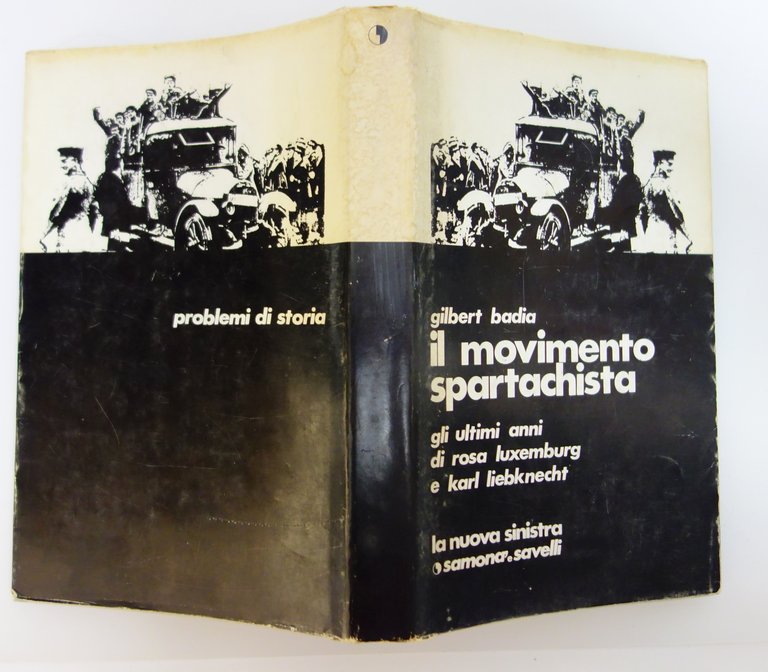 problemi di storia
gilbert badia
il movimento
spartachista
gli ultimi anni
di rosa luxemburg
e karl liebknecht
la nuova sinistra
samona' e savelli